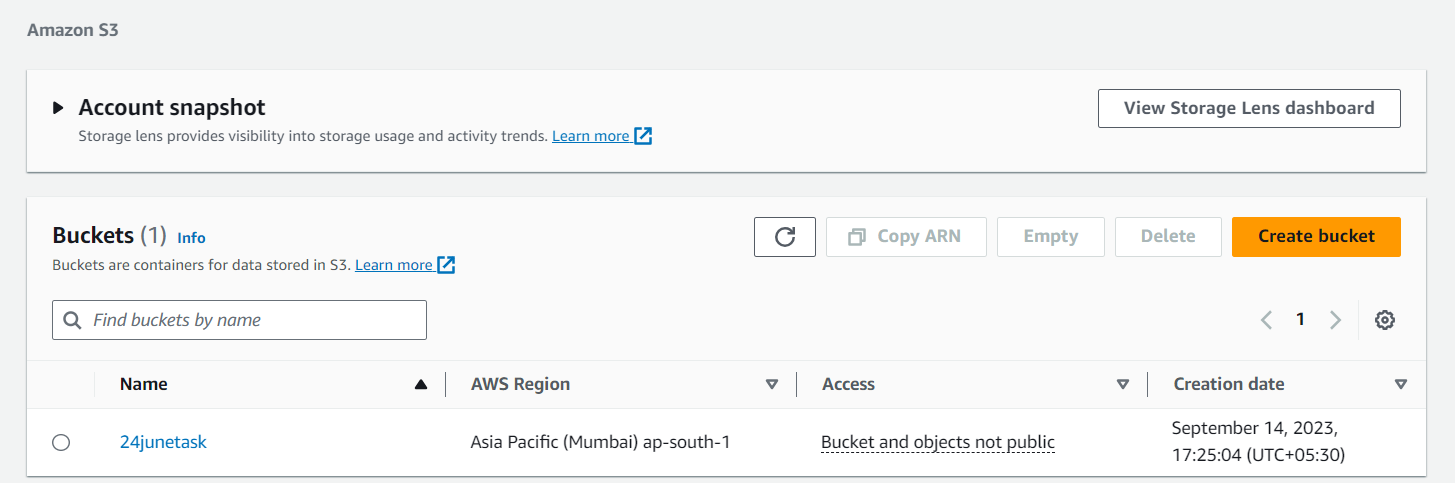 Amazon S3
Account snapshot
View Storage Lens dashboard
Storage lens provides visibility into storage usage and activity trends. Learn more
Buckets (1) Info
Copy ARN
Empty
Delete
Create bucket
Buckets are containers for data stored in S3. Learn more
Find buckets by name
1
Name
AWS Region
Access
Creation date
24junetask
Asia Pacific (Mumbai) ap-south-1
Bucket and objects not public
September 14, 2023,
17:25:04 (UTC+05:30)